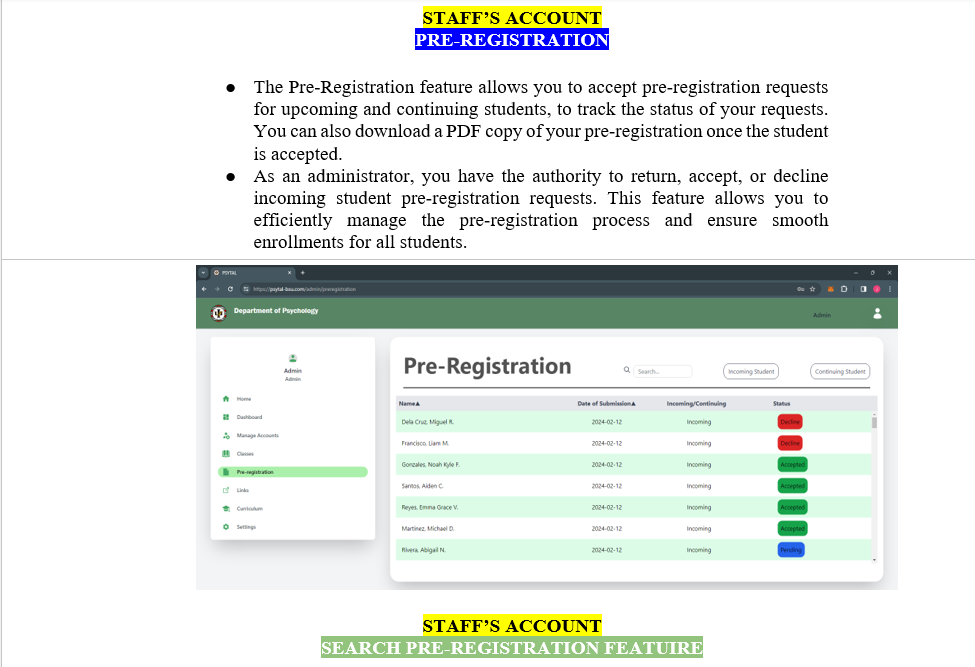 STAFF'S ACCOUNT
PRE-REGISTRATION
● The Pre-Registration feature allows you to accept pre-registration requests
for upcoming and continuing students, to track the status of your requests.
You can also download a PDF copy of your pre-registration once the student
is accepted.
● As an administrator, you have the authority to return, accept, or decline
incoming student pre-registration requests. This feature allows you to
efficiently manage the pre-registration process and ensure smooth
enrollments for all students.
PSYTAL
https://psytal-bsu.com/admin/preregistration
Department of Psychology
Admin
Admin
Admin
Home
Dashboard
Manage Accounts
Classes
Pre-registration
Links
Curriculum
Settings
Pre-Registration
Search..
Incoming Student
Continuing Student
Name▲ Date of Submission▲ Incoming/Continuing Status
Dela Cruz, Miguel R. 2024-02-12 Incoming Decline
Francisco, Liam M. 2024-02-12 Incoming Decline
Gonzales, Noah Kyle F. 2024-02-12 Incoming Accepted
Santos, Aiden C. 2024-02-12 Incoming Accepted
Reyes, Emma Grace V. 2024-02-12 Incoming Accepted
Martinez, Michael D. 2024-02-12 Incoming Accepted
Rivera, Abigail N. 2024-02-12 Incoming Pending
STAFF'S ACCOUNT
SEARCH PRE-REGISTRATION FEATUIRE